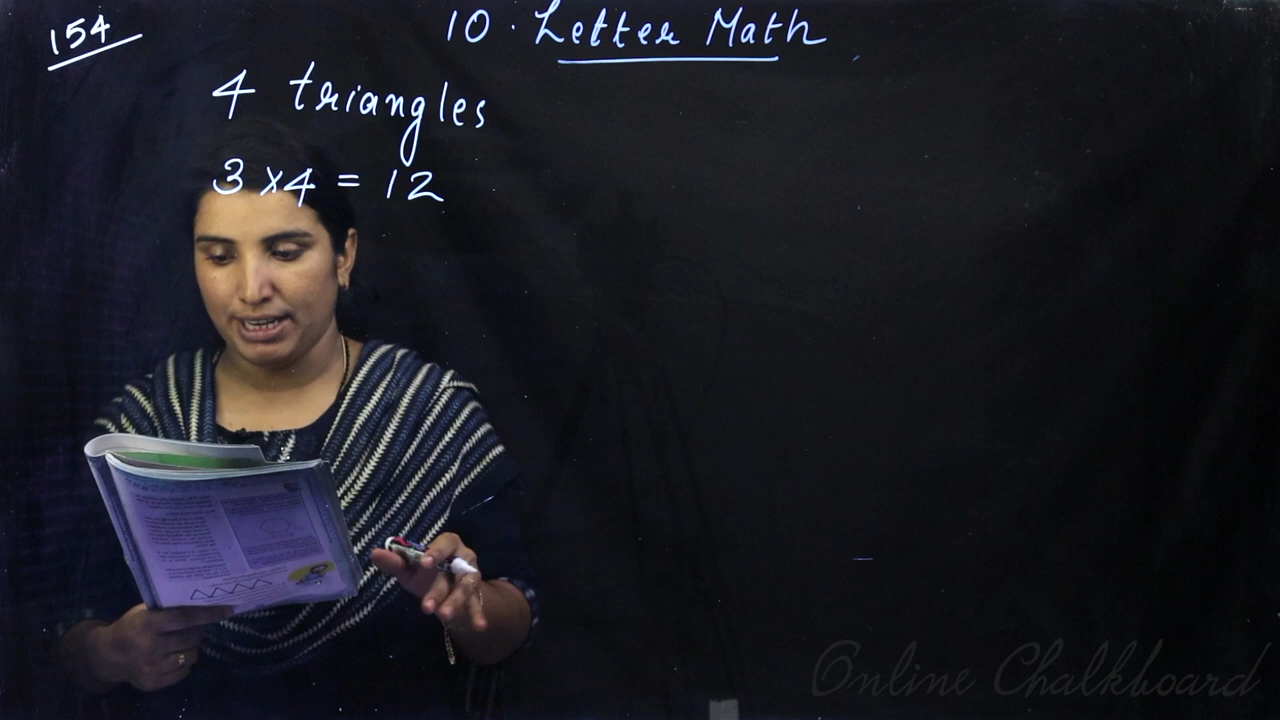 154
10. Letter Math
4 triangles
3 x 4 = 12
Online Chalkboard